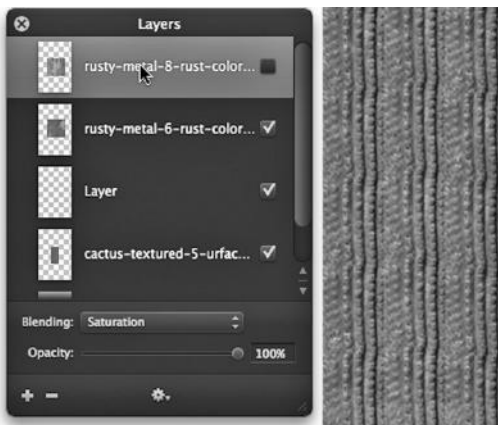 Layers
rusty-metal-8-rust-color...
rusty-metal-6-rust-color...
Layer
cactus-textured-5-urfac...
Blending: Saturation
Opacity: 100%